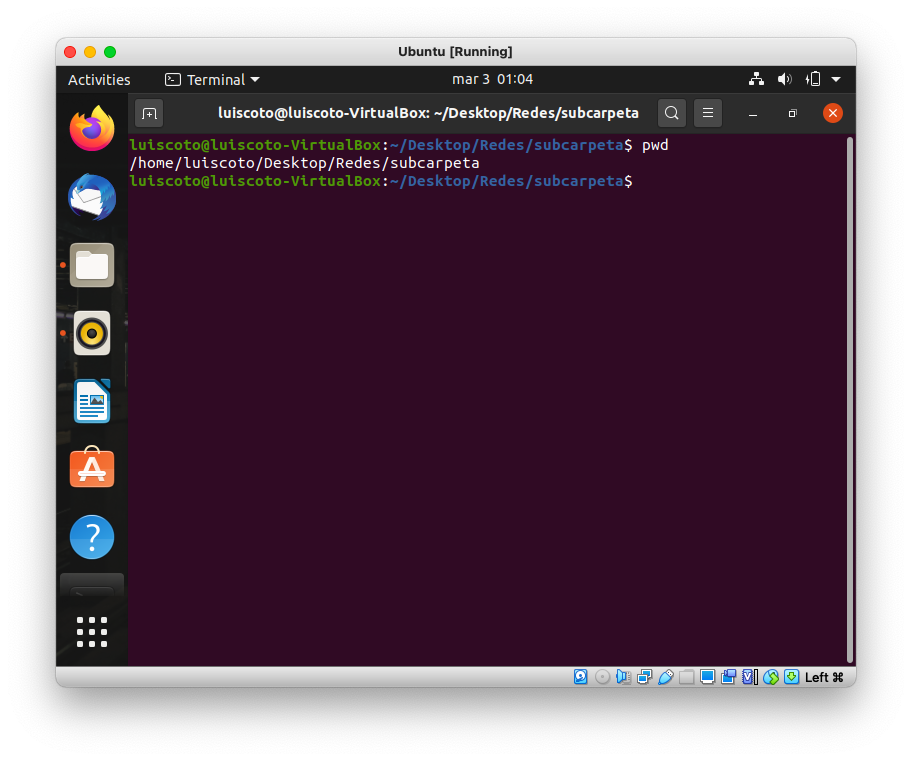 Ubuntu [Running]
Activities Terminal mar 3 01:04
luiscoto@luiscoto-VirtualBox: ~/Desktop/Redes/subcarpeta
luiscoto@luiscoto-VirtualBox:~/Desktop/Redes/subcarpeta$ pwd
/home/luiscoto/Desktop/Redes/subcarpeta
luiscoto@luiscoto-VirtualBox:~/Desktop/Redes/subcarpeta$
Left ⌘